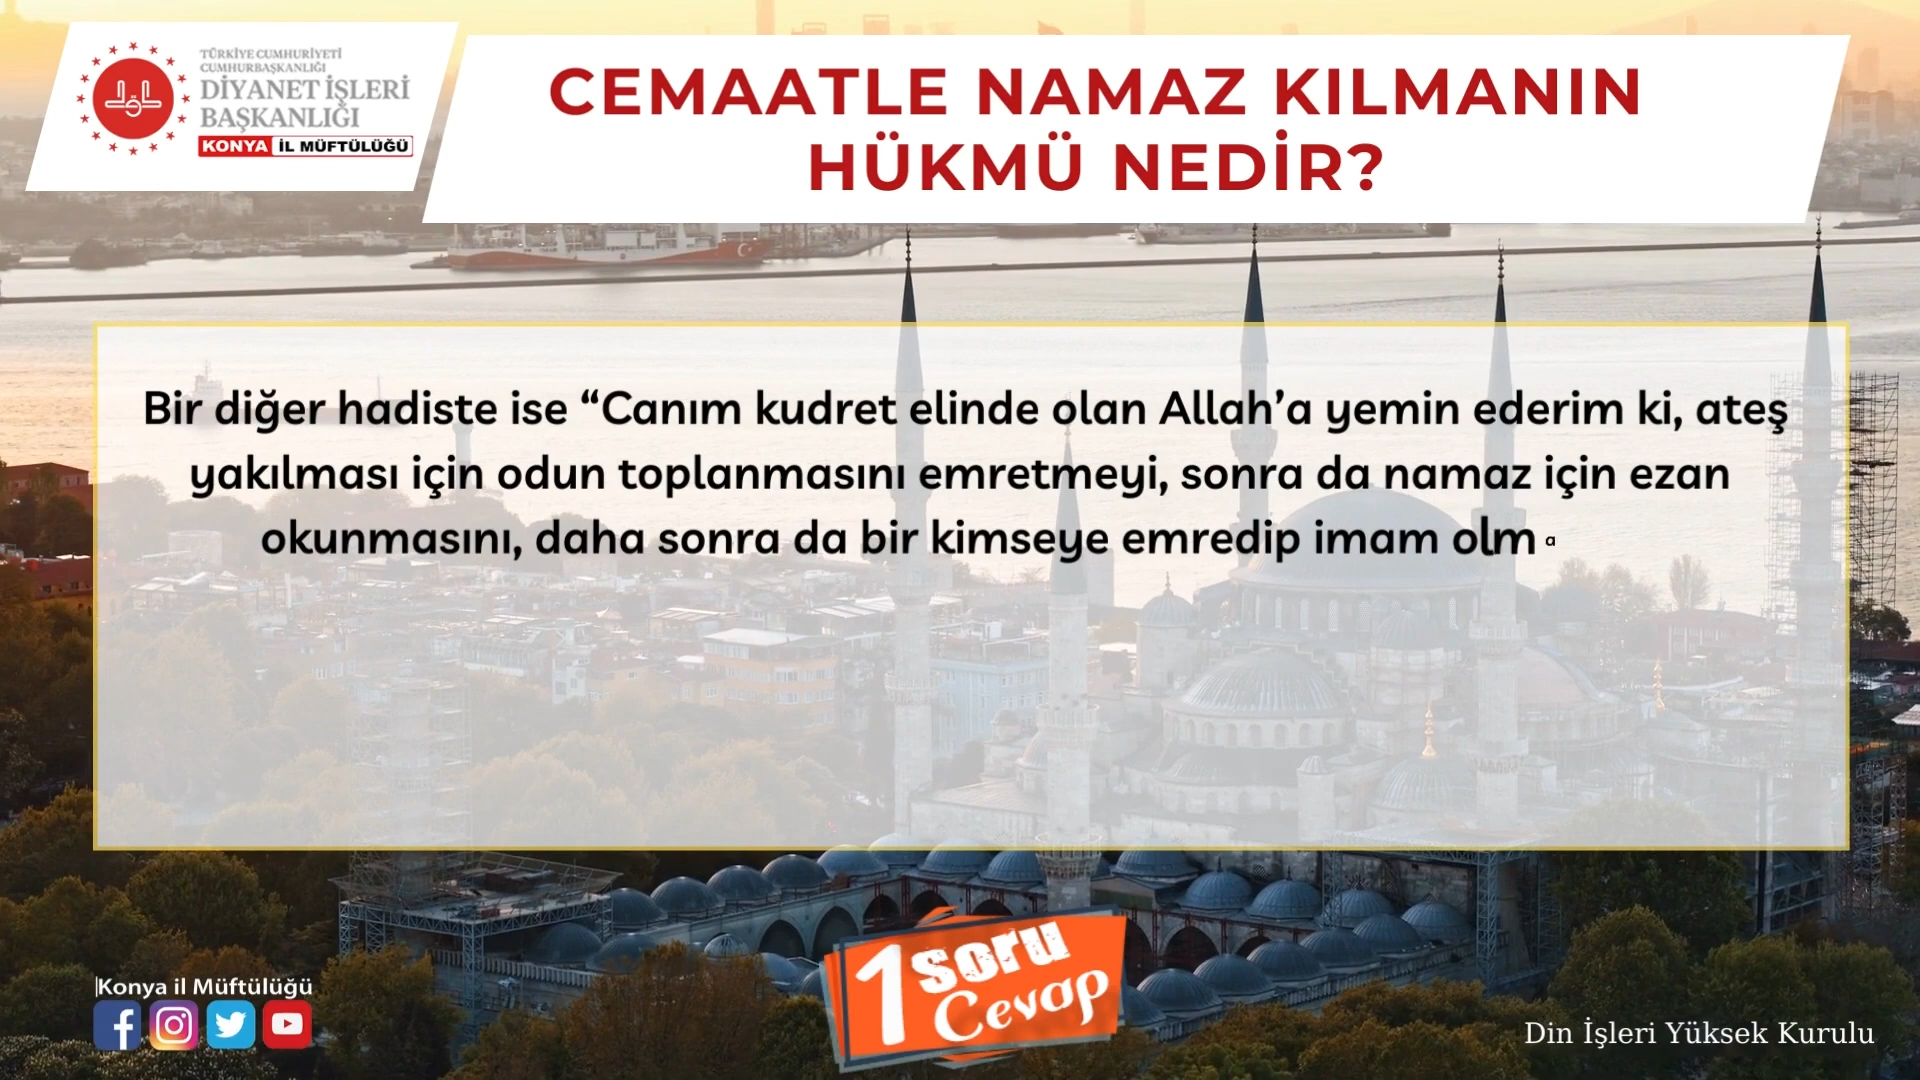 TÜRKİYE CUMHURİYETİ
CUMHURBAŞKANLIĞI
DİYANET İŞLERİ
BAŞKANLIĞI
KONYA İL MÜFTÜLÜĞÜ
CEMAATLE NAMAZ KILMANIN
HÜKMÜ NEDİR?
Bir diğer hadiste ise “Canım kudret elinde olan Allah’a yemin ederim ki, ateş
yakılması için odun toplanmasını emretmeyi, sonra da namaz için ezan
okunmasını, daha sonra da bir kimseye emredip imam olma
1 soru
Cevap
Konya il Müftülüğü
Din İşleri Yüksek Kurulu